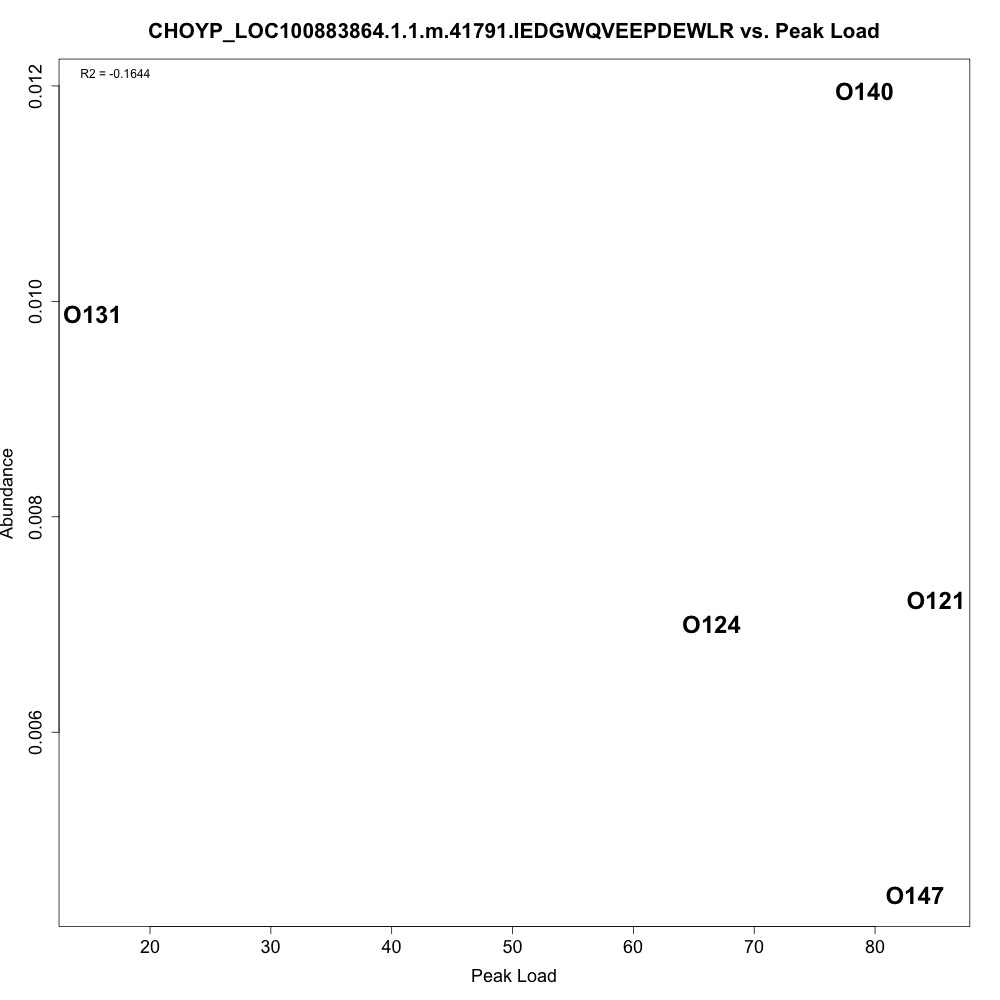 CHOYP_LOC100883864.1.1.m.41791.IEDGWQVEEPDEWLR vs. Peak Load
R2 = -0.1644
0.012
O140
0.010
O131
Abundance
0.008
O121
O124
0.006
O147
20 30 40 50 60 70 80
Peak Load